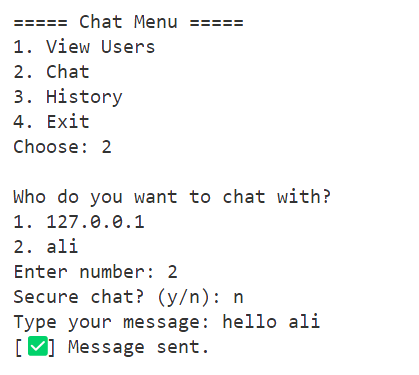 ===== Chat Menu =====
1. View Users
2. Chat
3. History
4. Exit
Choose: 2
Who do you want to chat with?
1. 127.0.0.1
2. ali
Enter number: 2
Secure chat? (y/n): n
Type your message: hello ali
[✅] Message sent.